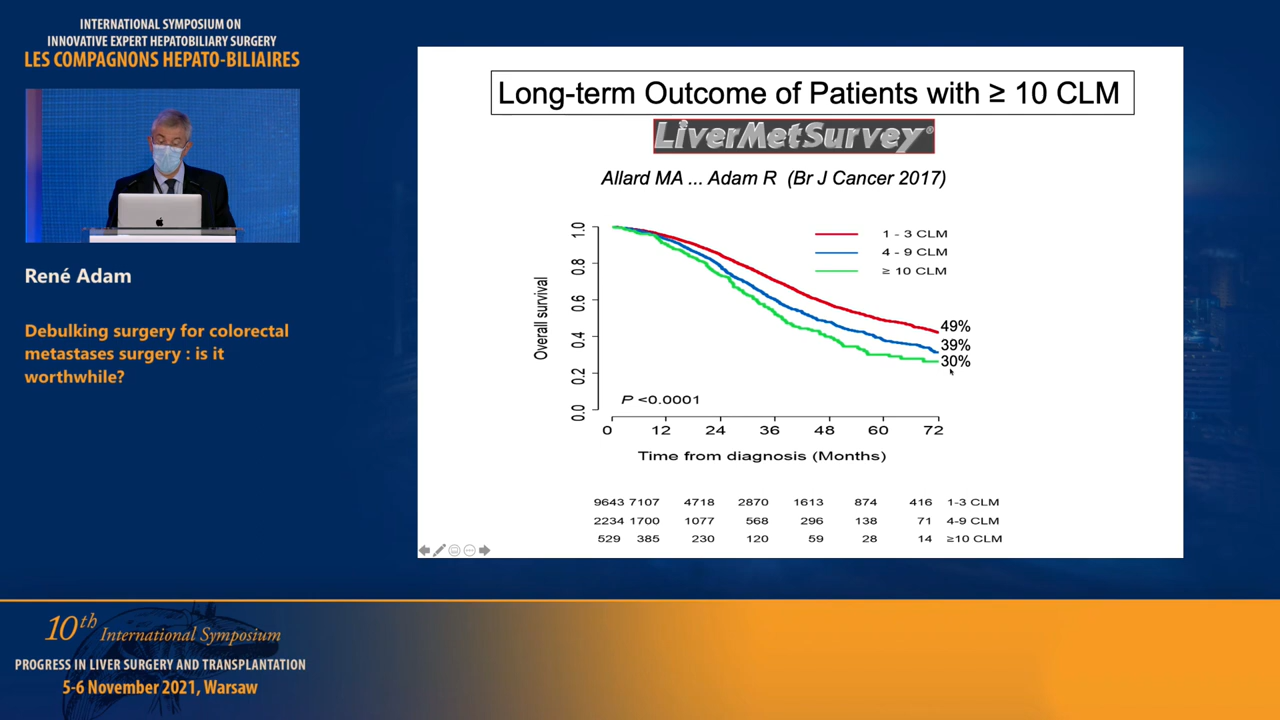 INTERNATIONAL SYMPOSIUM ON
INNOVATIVE EXPERT HEPATOBILIARY SURGERY
LES COMPAGNONS HEPATO-BILIAIRES
René Adam
Debulking surgery for colorectal
metastases surgery : is it
worthwhile?
Long-term Outcome of Patients with ≥ 10 CLM
LiverMetSurvey®
Allard MA ... Adam R (Br J Cancer 2017)
1.0
0.8
0.6
0.4
0.2
0.0
Overall survival
1 - 3 CLM
4 - 9 CLM
≥ 10 CLM
49%
39%
30%
P <0.0001
0 12 24 36 48 60 72
Time from diagnosis (Months)
9643 7107 4718 2870 1613 874 416 1-3 CLM
2234 1700 1077 568 296 138 71 4-9 CLM
529 385 230 120 59 28 14 ≥10 CLM
10th International Symposium
PROGRESS IN LIVER SURGERY AND TRANSPLANTATION
5-6 November 2021, Warsaw